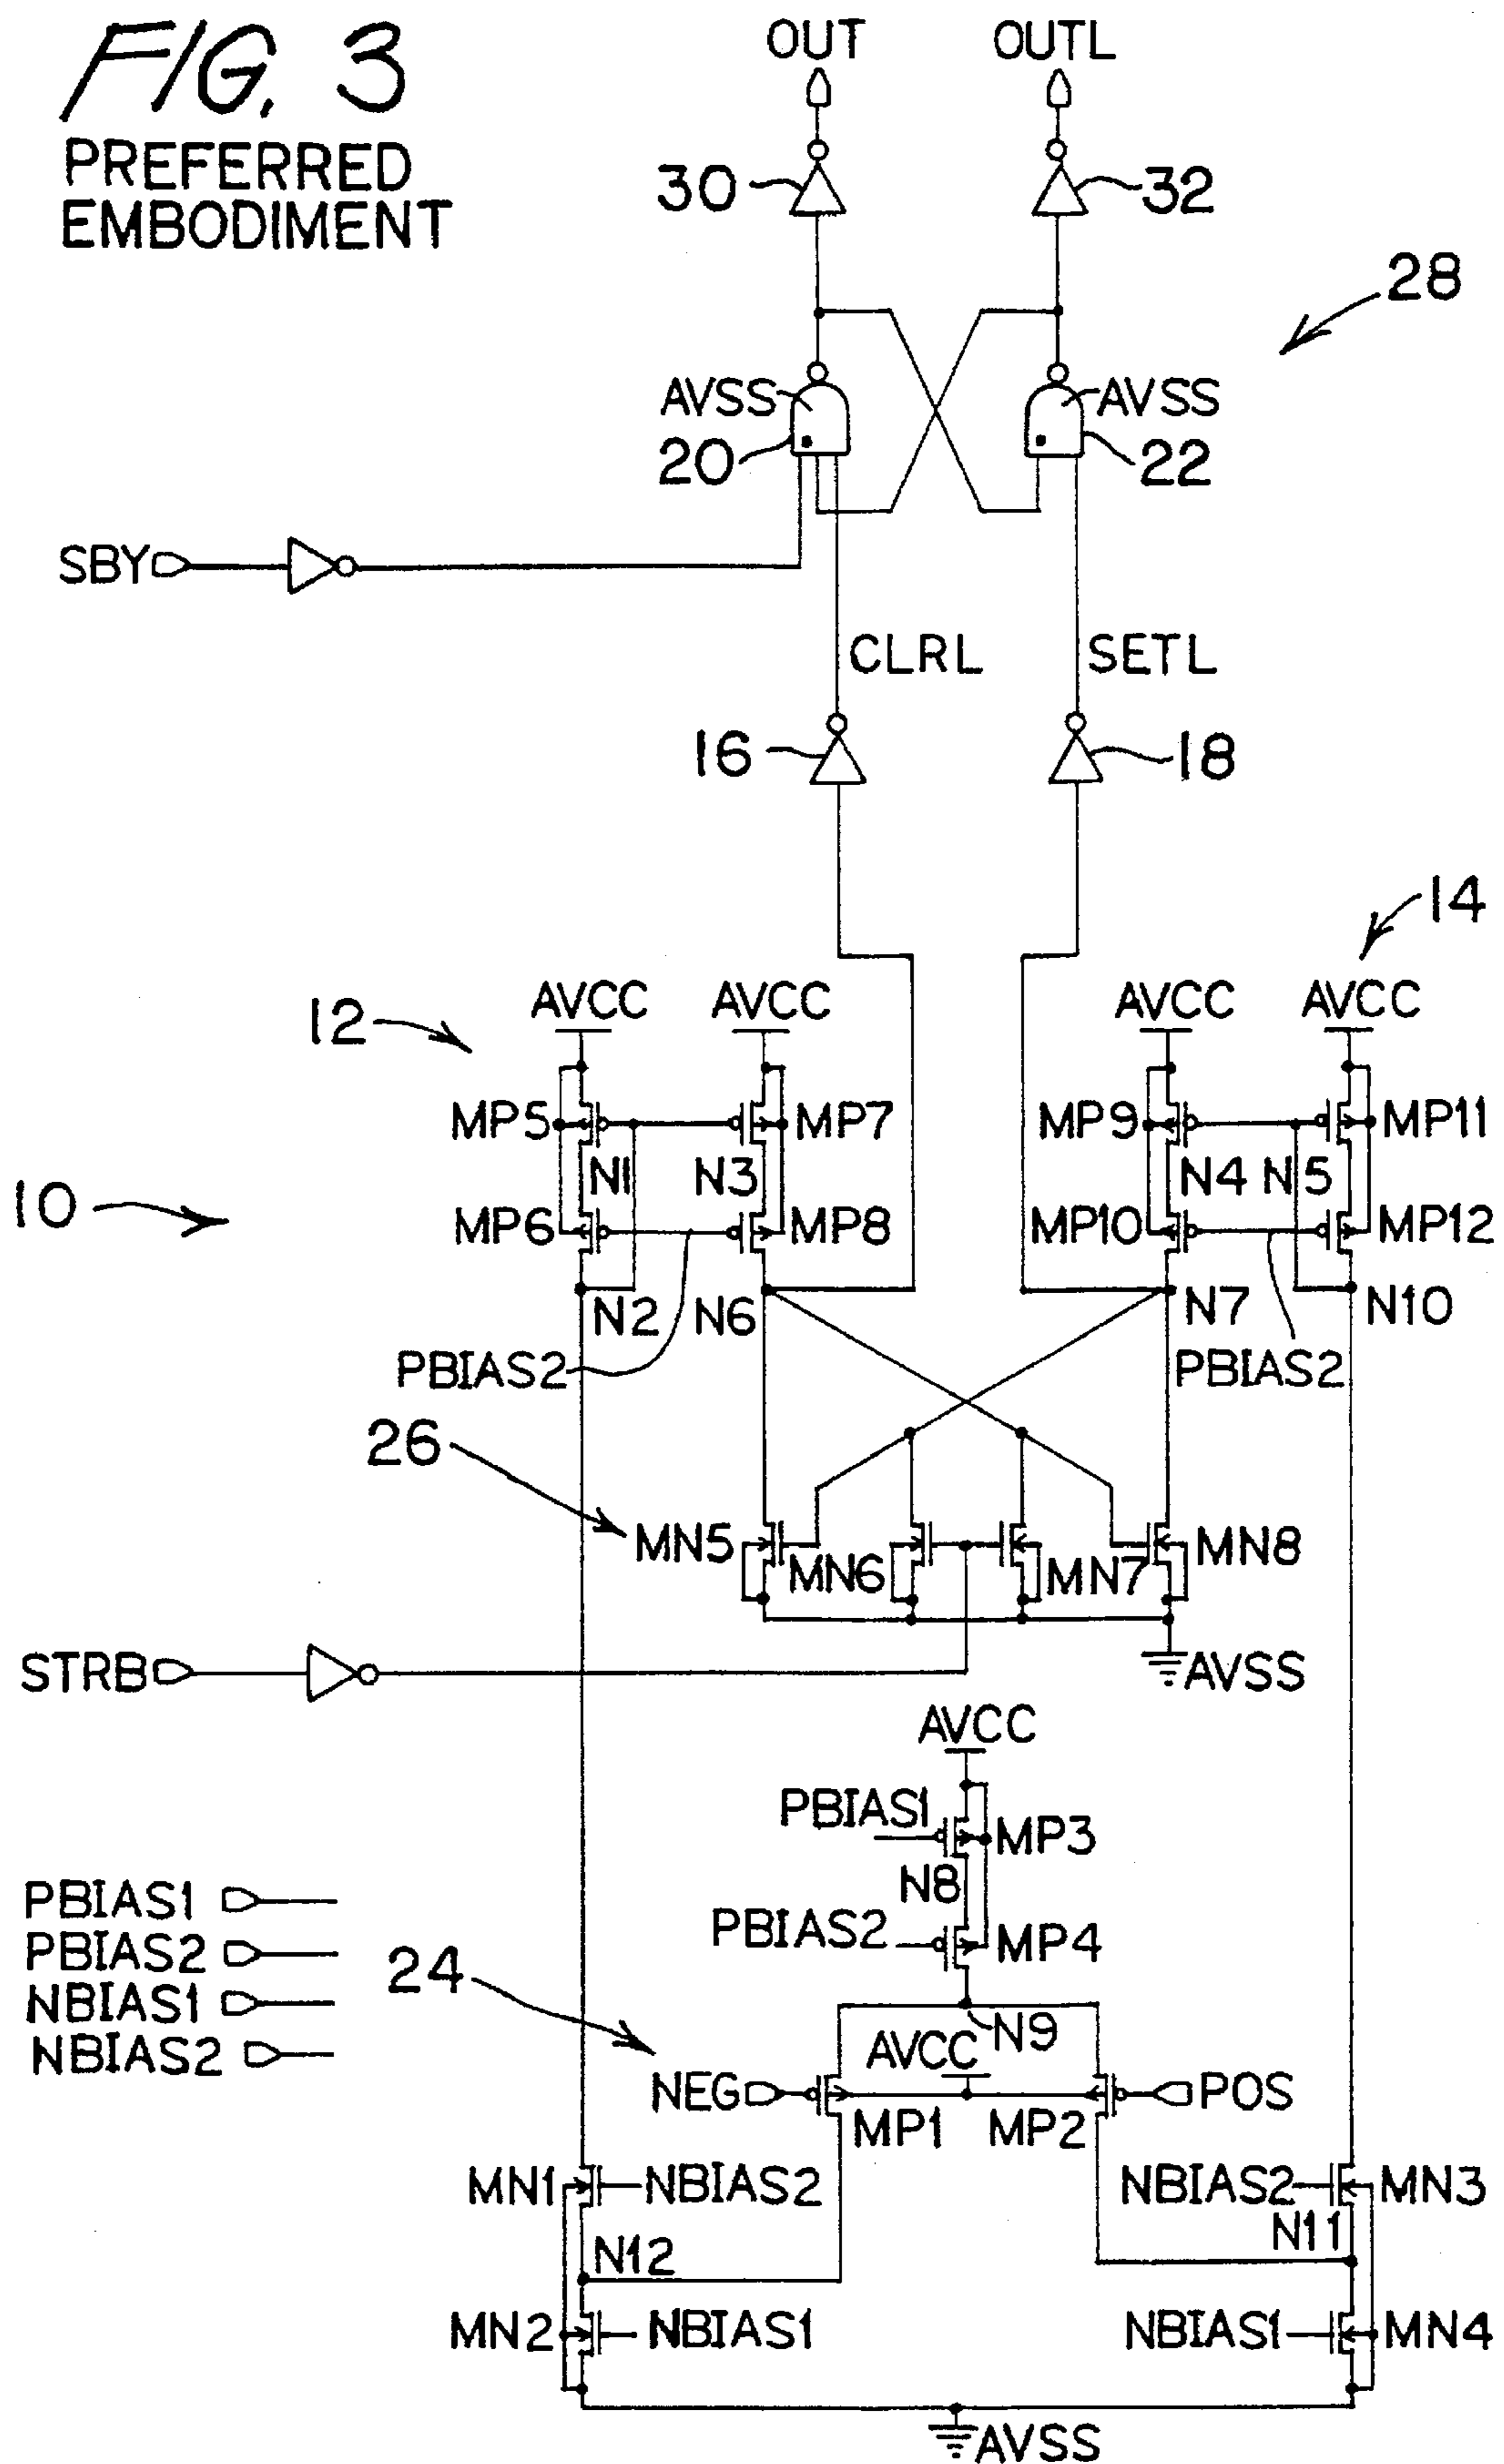 FIG. 3
PREFERRED
EMBODIMENT
OUT OUTL
30 32
28
AVSS AVSS
20 22
SBY
CLRL SETL
16 18
14
12
AVCC AVCC AVCC AVCC
MP5 MP7 MP9 MP11
N1 N3 N4 N5
10
MP6 MP8 MP10 MP12
N2 N6 N7 N10
PBIAS2 PBIAS2
26
MN5 MN6 MN7 MN8
STRB
AVSS
AVCC
PBIAS1 MP3
N8
PBIAS2 MP4
PBIAS1
PBIAS2
NBIAS1
NBIAS2
24
N9
AVCC
NEG POS
MP1 MP2
MN1 NBIAS2 NBIAS2 MN3
N12 N11
MN2 NBIAS1 NBIAS1 MN4
AVSS